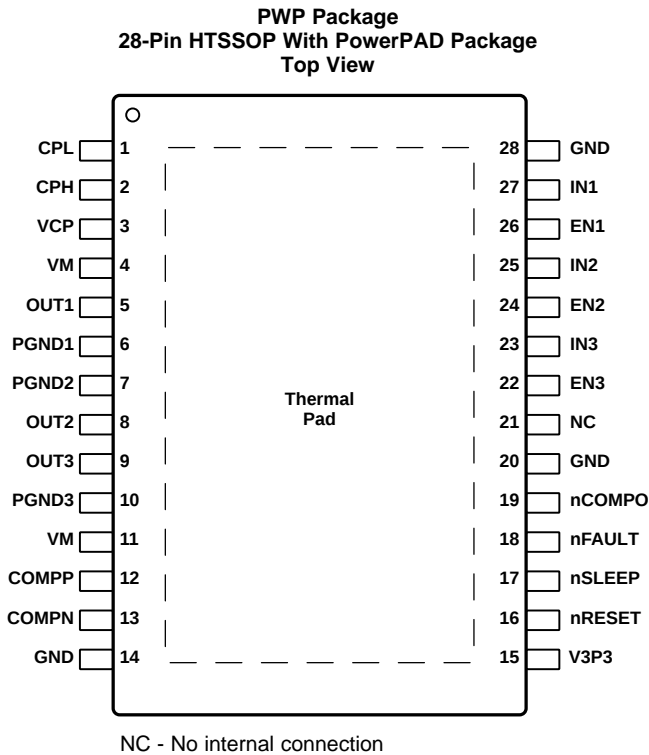 PWP Package
28-Pin HTSSOP With PowerPAD Package
Top View
CPL 1 28 GND
CPH 2 27 IN1
VCP 3 26 EN1
VM 4 25 IN2
OUT1 5 24 EN2
PGND1 6 23 IN3
PGND2 7 22 EN3
Thermal
Pad
OUT2 8 21 NC
OUT3 9 20 GND
PGND3 10 19 nCOMPO
VM 11 18 nFAULT
COMPP 12 17 nSLEEP
COMPN 13 16 nRESET
GND 14 15 V3P3
NC - No internal connection